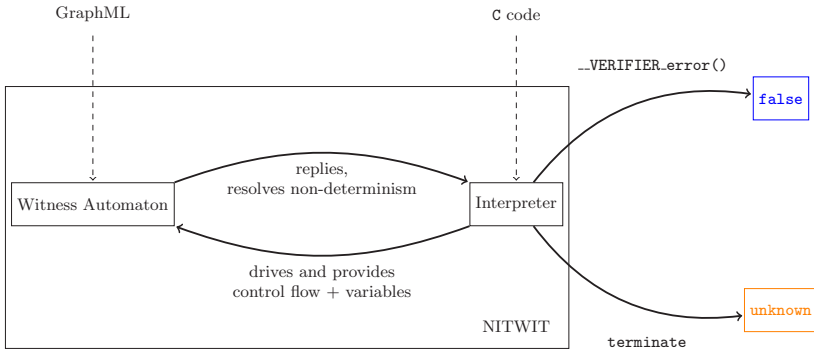 GraphML
C code
__VERIFIER_error()
false
replies,
resolves non-determinism
Witness Automaton
Interpreter
drives and provides
control flow + variables
unknown
NITWIT
terminate